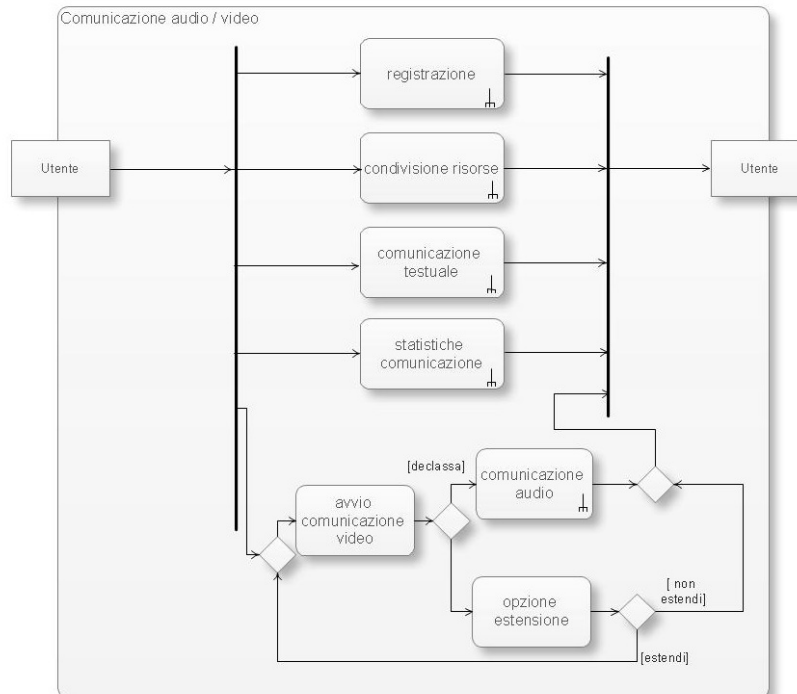 Comunicazione audio / video
registrazione
Utente
condivisione risorse
Utente
comunicazione
testuale
statistiche
comunicazione
[declassa]
comunicazione
audio
avvio
comunicazione
video
opzione
estensione
[ non
estendi]
[estendi]